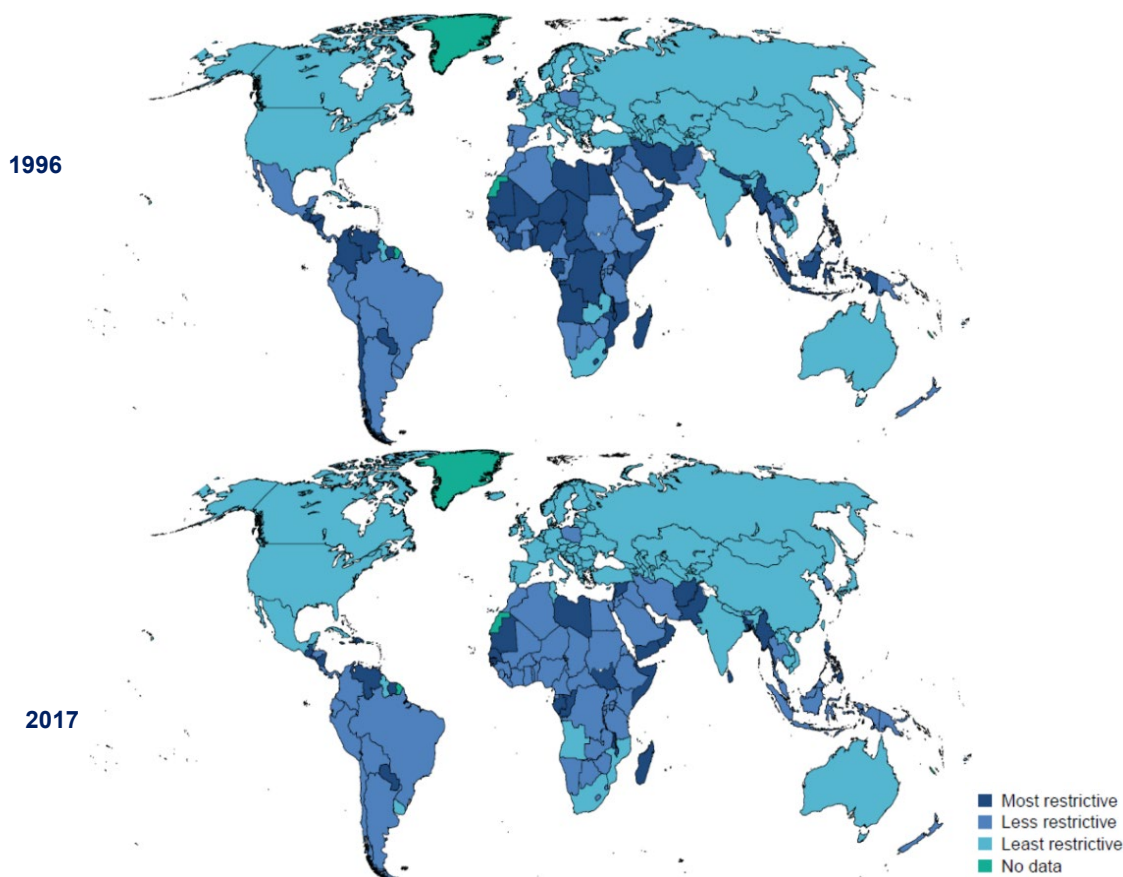 1996
2017
Most restrictive
Less restrictive
Least restrictive
No data